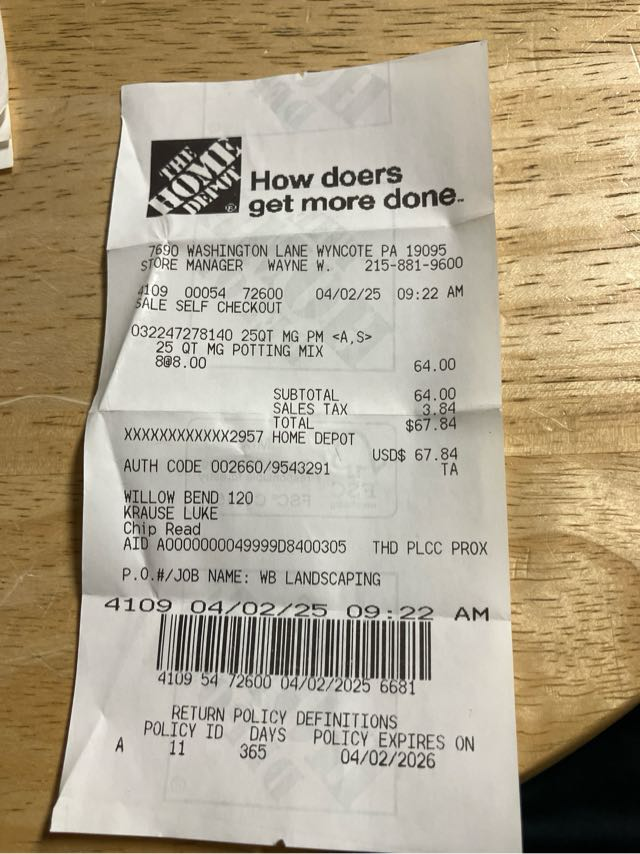 THE
HOME
DEPOT
®
How doers
get more done™
7690 WASHINGTON LANE WYNCOTE PA 19095
STORE MANAGER WAYNE W. 215-881-9600
4109 00054 72600 04/02/25 09:22 AM
SALE SELF CHECKOUT
032247278140 25QT MG PM <A,S>
25 QT MG POTTING MIX
8@8.00 64.00
SUBTOTAL 64.00
SALES TAX 3.84
TOTAL $67.84
XXXXXXXXXXXX2957 HOME DEPOT
USD$ 67.84
AUTH CODE 002660/9543291 TA
WILLOW BEND 120
KRAUSE LUKE
Chip Read
AID A0000000049999D8400305 THD PLCC PROX
P.O.#/JOB NAME: WB LANDSCAPING
4109 04/02/25 09:22 AM
4109 54 72600 04/02/2025 6681
RETURN POLICY DEFINITIONS
POLICY ID DAYS POLICY EXPIRES ON
A 11 365 04/02/2026